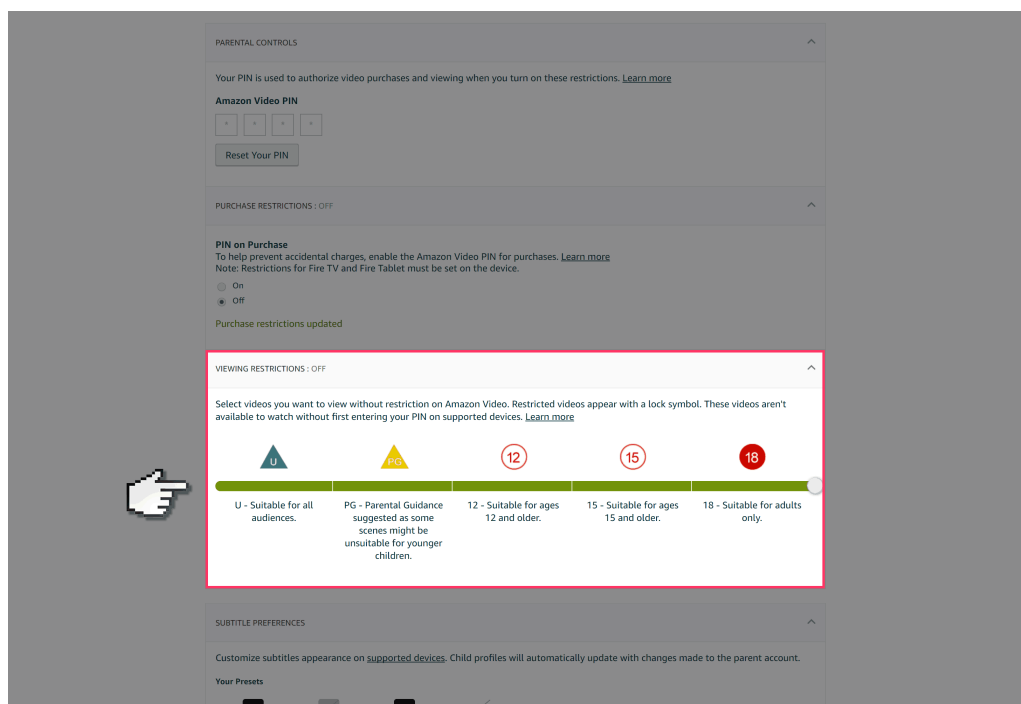 PARENTAL CONTROLS
Your PIN is used to authorize video purchases and viewing when you turn on these restrictions. Learn more
Amazon Video PIN
* * * *
Reset Your PIN
PURCHASE RESTRICTIONS : OFF
PIN on Purchase
To help prevent accidental charges, enable the Amazon Video PIN for purchases. Learn more
Note: Restrictions for Fire TV and Fire Tablet must be set on the device.
On
Off
Purchase restrictions updated
VIEWING RESTRICTIONS : OFF
Select videos you want to view without restriction on Amazon Video. Restricted videos appear with a lock symbol. These videos aren't
available to watch without first entering your PIN on supported devices. Learn more
U PG 12 15 18
U - Suitable for all
audiences.
PG - Parental Guidance
suggested as some
scenes might be
unsuitable for younger
children.
12 - Suitable for ages
12 and older.
15 - Suitable for ages
15 and older.
18 - Suitable for adults
only.
SUBTITLE PREFERENCES
Customize subtitles appearance on supported devices. Child profiles will automatically update with changes made to the parent account.
Your Presets